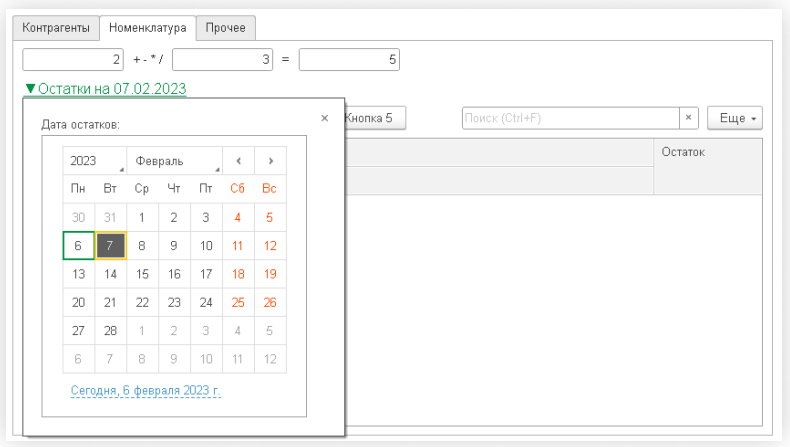 Контрагенты Номенклатура Прочее
2 + - * / 3 = 5
▼Остатки на 07.02.2023
Дата остатков: ×
Кнопка 5 Поиск (Ctrl+F) × Еще
Остаток
2023 Февраль ‹ ›
Пн Вт Ср Чт Пт Сб Вс
30 31 1 2 3 4 5
6 7 8 9 10 11 12
13 14 15 16 17 18 19
20 21 22 23 24 25 26
27 28 1 2 3 4 5
6 7 8 9 10 11 12
Сегодня, 6 февраля 2023 г.